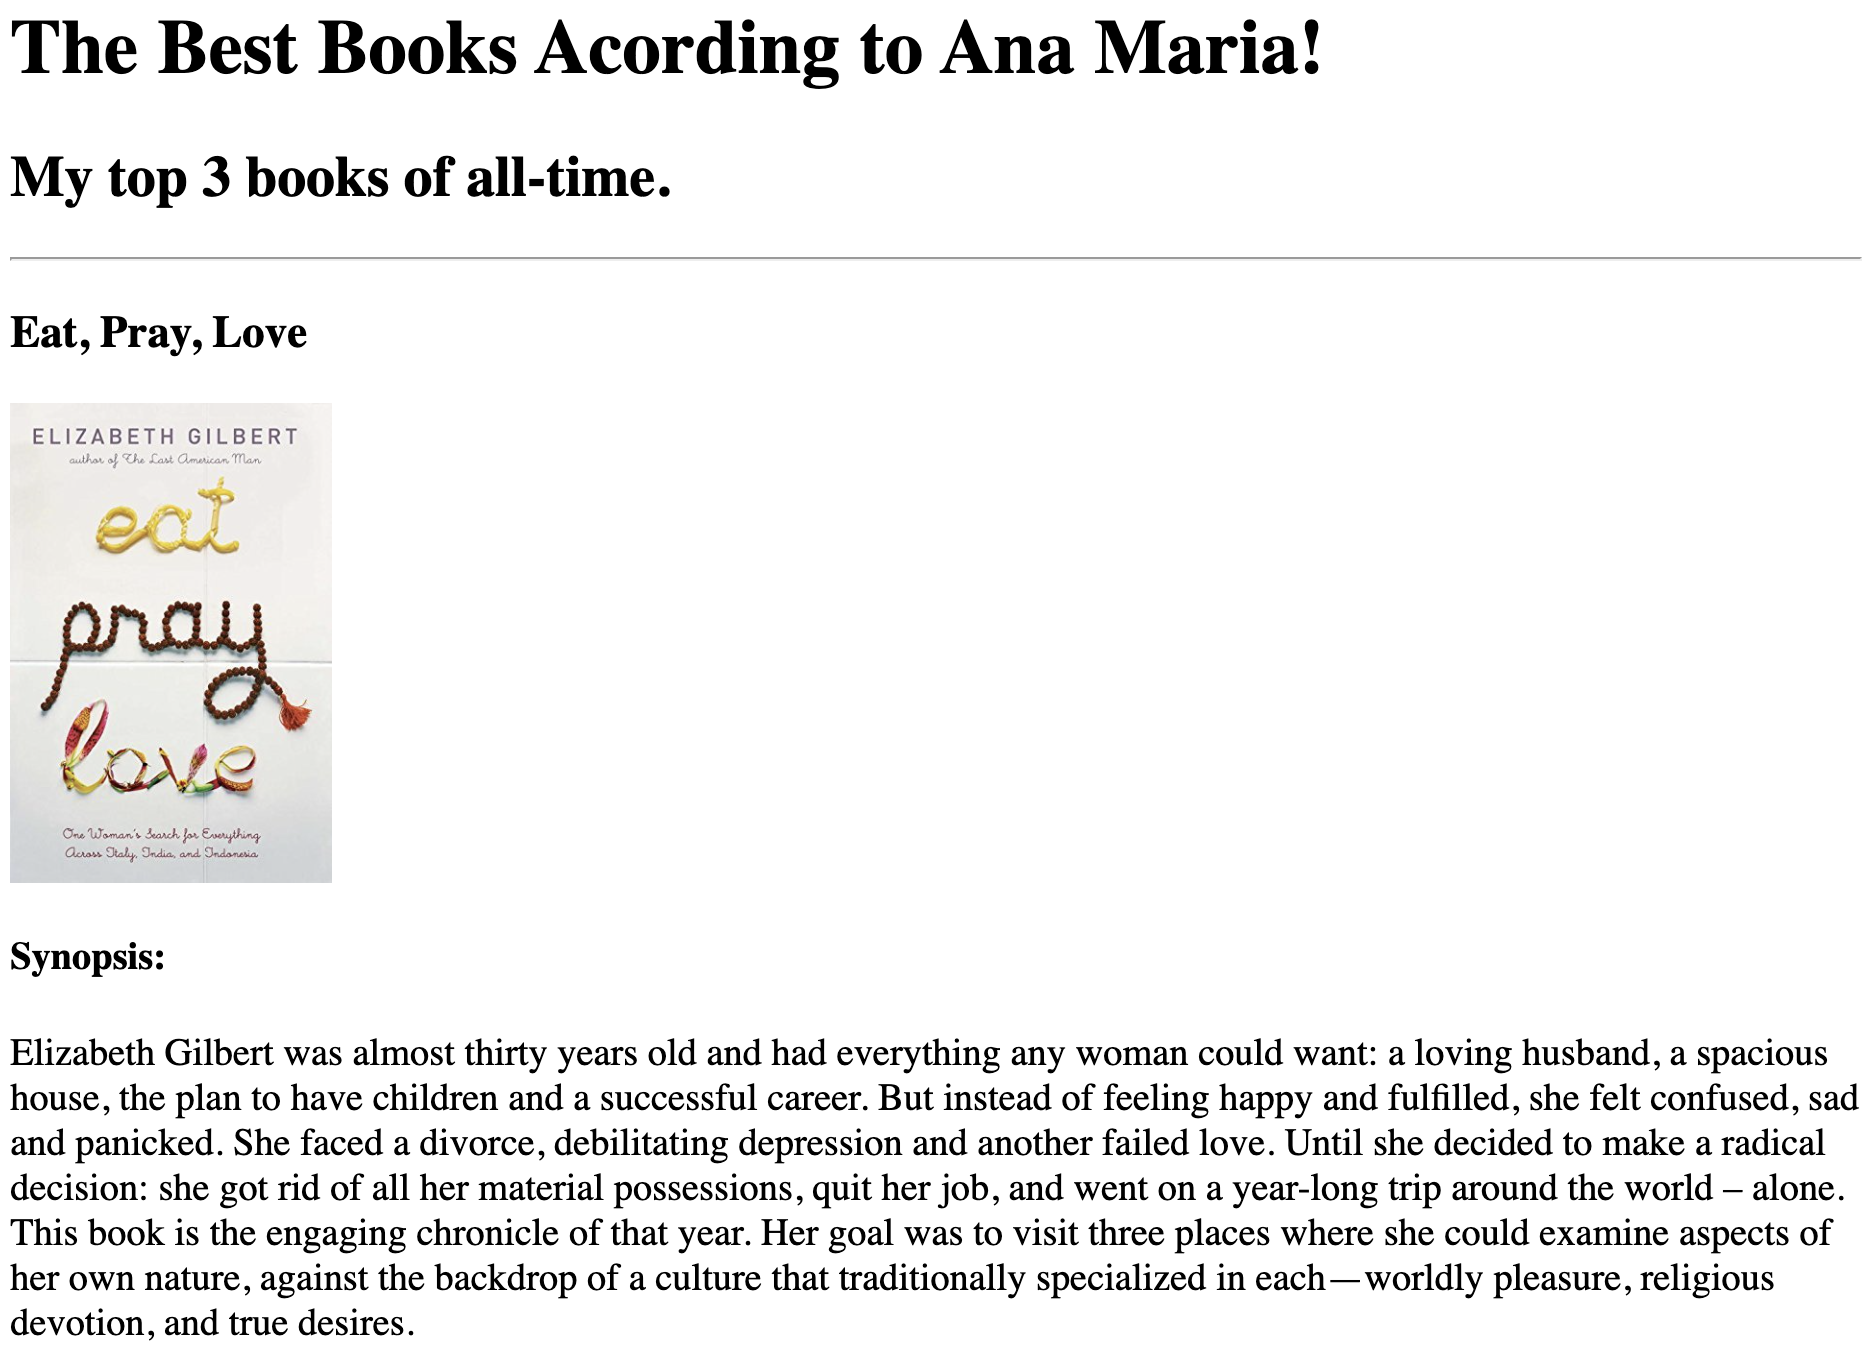 The Best Books Acording to Ana Maria!
My top 3 books of all-time.
Eat, Pray, Love
ELIZABETH GILBERT
author of The Last American Man
eat
pray
love
One Woman's Search for Everything
Across Italy, India, and Indonesia
Synopsis:
Elizabeth Gilbert was almost thirty years old and had everything any woman could want: a loving husband, a spacious
house, the plan to have children and a successful career. But instead of feeling happy and fulfilled, she felt confused, sad
and panicked. She faced a divorce, debilitating depression and another failed love. Until she decided to make a radical
decision: she got rid of all her material possessions, quit her job, and went on a year-long trip around the world – alone.
This book is the engaging chronicle of that year. Her goal was to visit three places where she could examine aspects of
her own nature, against the backdrop of a culture that traditionally specialized in each—worldly pleasure, religious
devotion, and true desires.